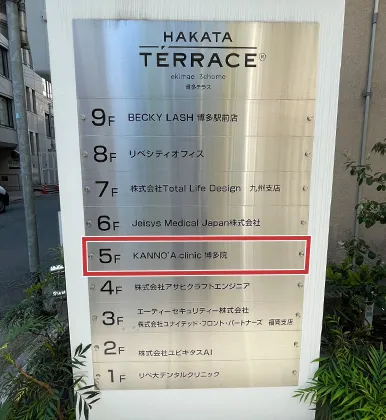 HAKATA
TERRACE®
ekimae 3chome
博多テラス
9F BECKY LASH 博多駅前店
8F リベシティオフィス
7F 株式会社Total Life Design 九州支店
6F Jeisys Medical Japan株式会社
5F KANNO'A.clinic 博多院
4F 株式会社アサヒクラフトエンジニア
3F エーティーセキュリティー株式会社
株式会社ユナイテッド・フロント・パートナーズ 福岡支店
2F 株式会社ユビキタスAI
1F リベ大デンタルクリニック